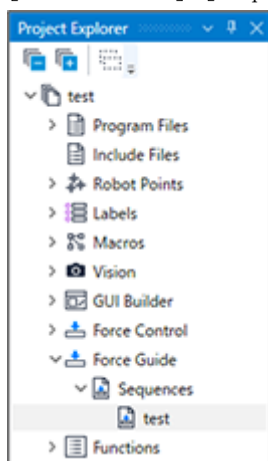 Project Explorer
test
Program Files
Include Files
Robot Points
Labels
Macros
Vision
GUI Builder
Force Control
Force Guide
Sequences
test
Functions